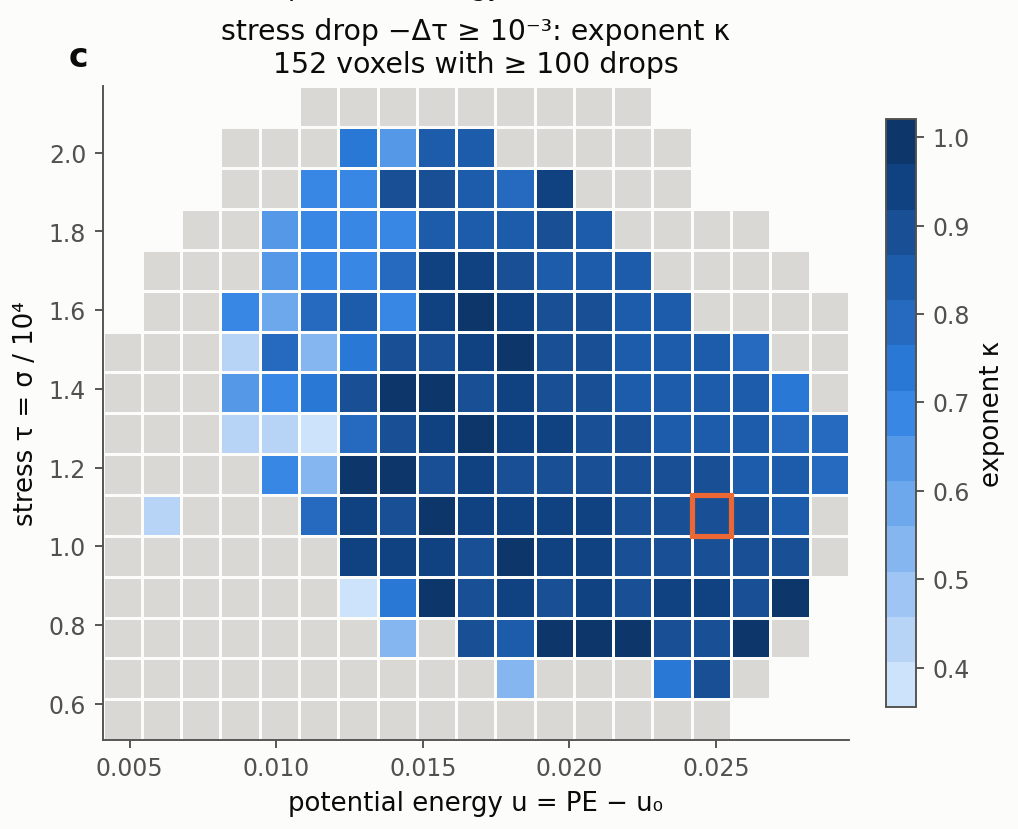 stress drop −Δτ ≥ 10⁻³: exponent κ
152 voxels with ≥ 100 drops
c
2.0
1.8
1.6
1.4
1.2
1.0
0.8
0.6
stress τ = σ / 10⁴
0.005 0.010 0.015 0.020 0.025
potential energy u = PE − u₀
1.0
0.9
0.8
0.7
0.6
0.5
0.4
exponent κ